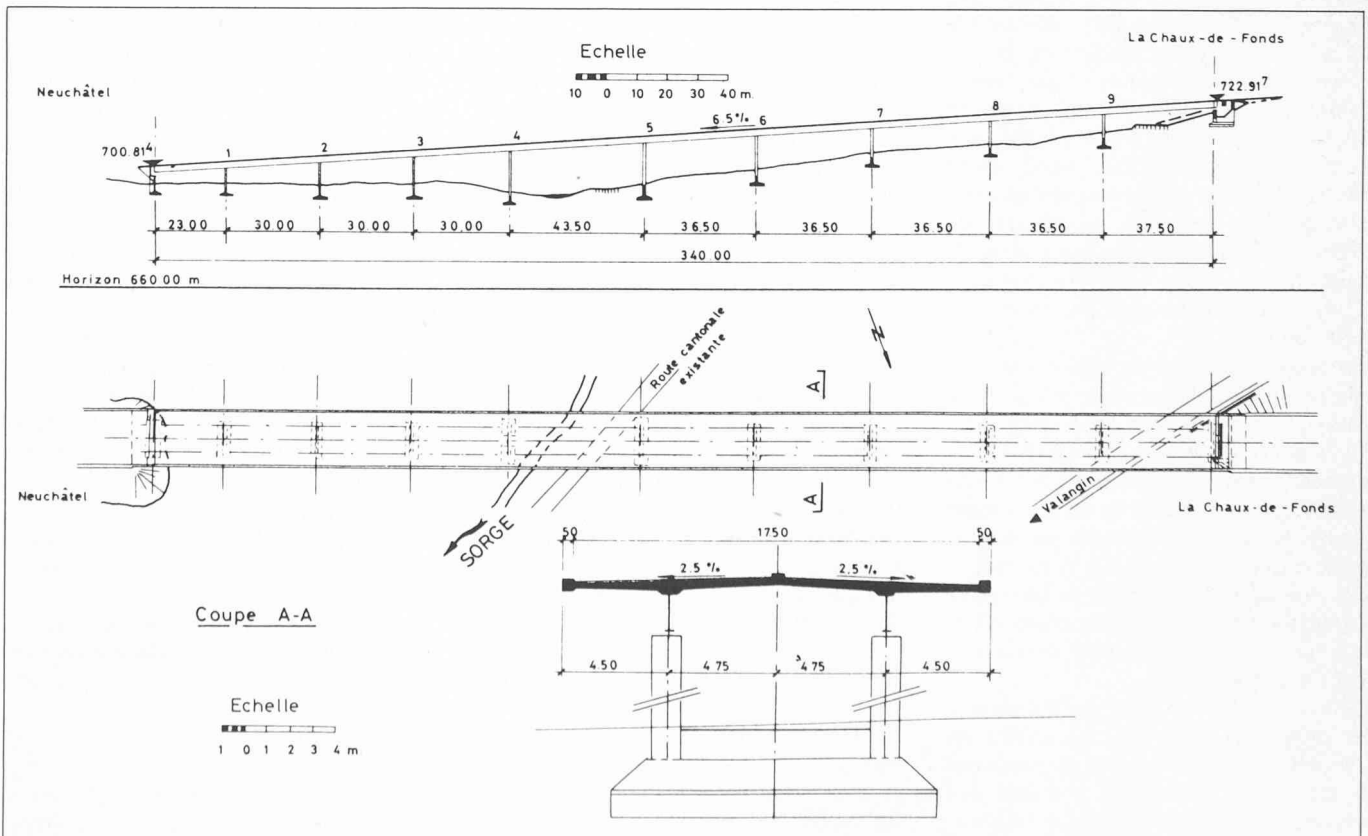 La Chaux-de-Fonds
Echelle
10 0 10 20 30 40 m.
Neuchâtel
722.91⁷
700.81⁴
1 2 3 4 5 6 7 8 9
6.5%
23.00 30.00 30.00 30.00 43.50 36.50 36.50 36.50 36.50 37.50
340.00
Horizon 660 00 m
Route cantonale
existante
N
A
A
Neuchâtel
SORGE
Valangin
La Chaux-de-Fonds
50 1750 50
2.5 % 2.5 %
Coupe A-A
4.50 4.75 4.75 4.50
Echelle
1 0 1 2 3 4 m